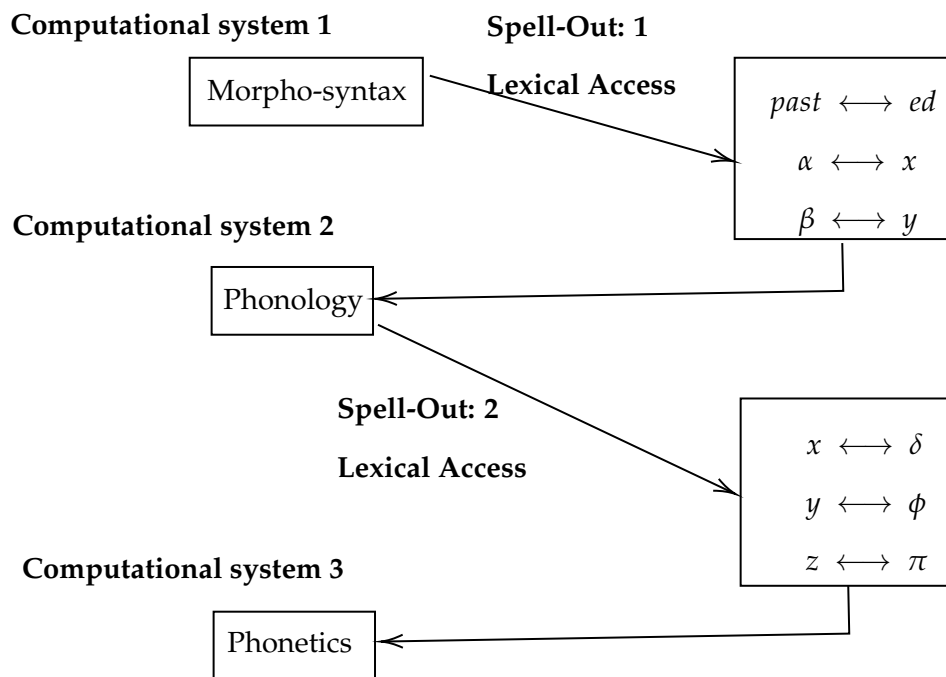 Computational system 1
Spell-Out: 1
Morpho-syntax
Lexical Access
past ⟷ ed
α ⟷ x
β ⟷ y
Computational system 2
Phonology
Spell-Out: 2
Lexical Access
x ⟷ δ
y ⟷ ϕ
z ⟷ π
Computational system 3
Phonetics